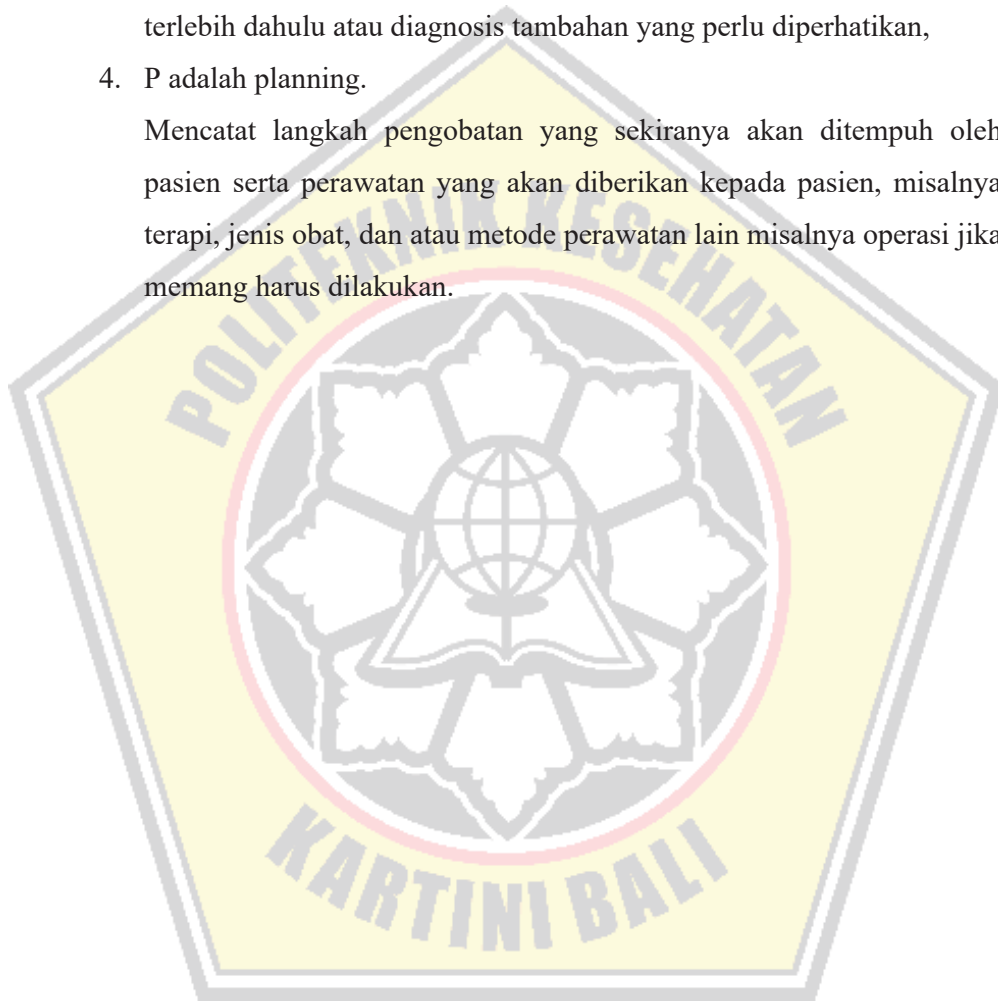 terlebih dahulu atau diagnosis tambahan yang perlu diperhatikan,
4. P adalah planning.
Mencatat langkah pengobatan yang sekiranya akan ditempuh oleh
pasien serta perawatan yang akan diberikan kepada pasien, misalnya
terapi, jenis obat, dan atau metode perawatan lain misalnya operasi jika
memang harus dilakukan.
POLITEKNIK KESEHATAN
KARTINI BALI